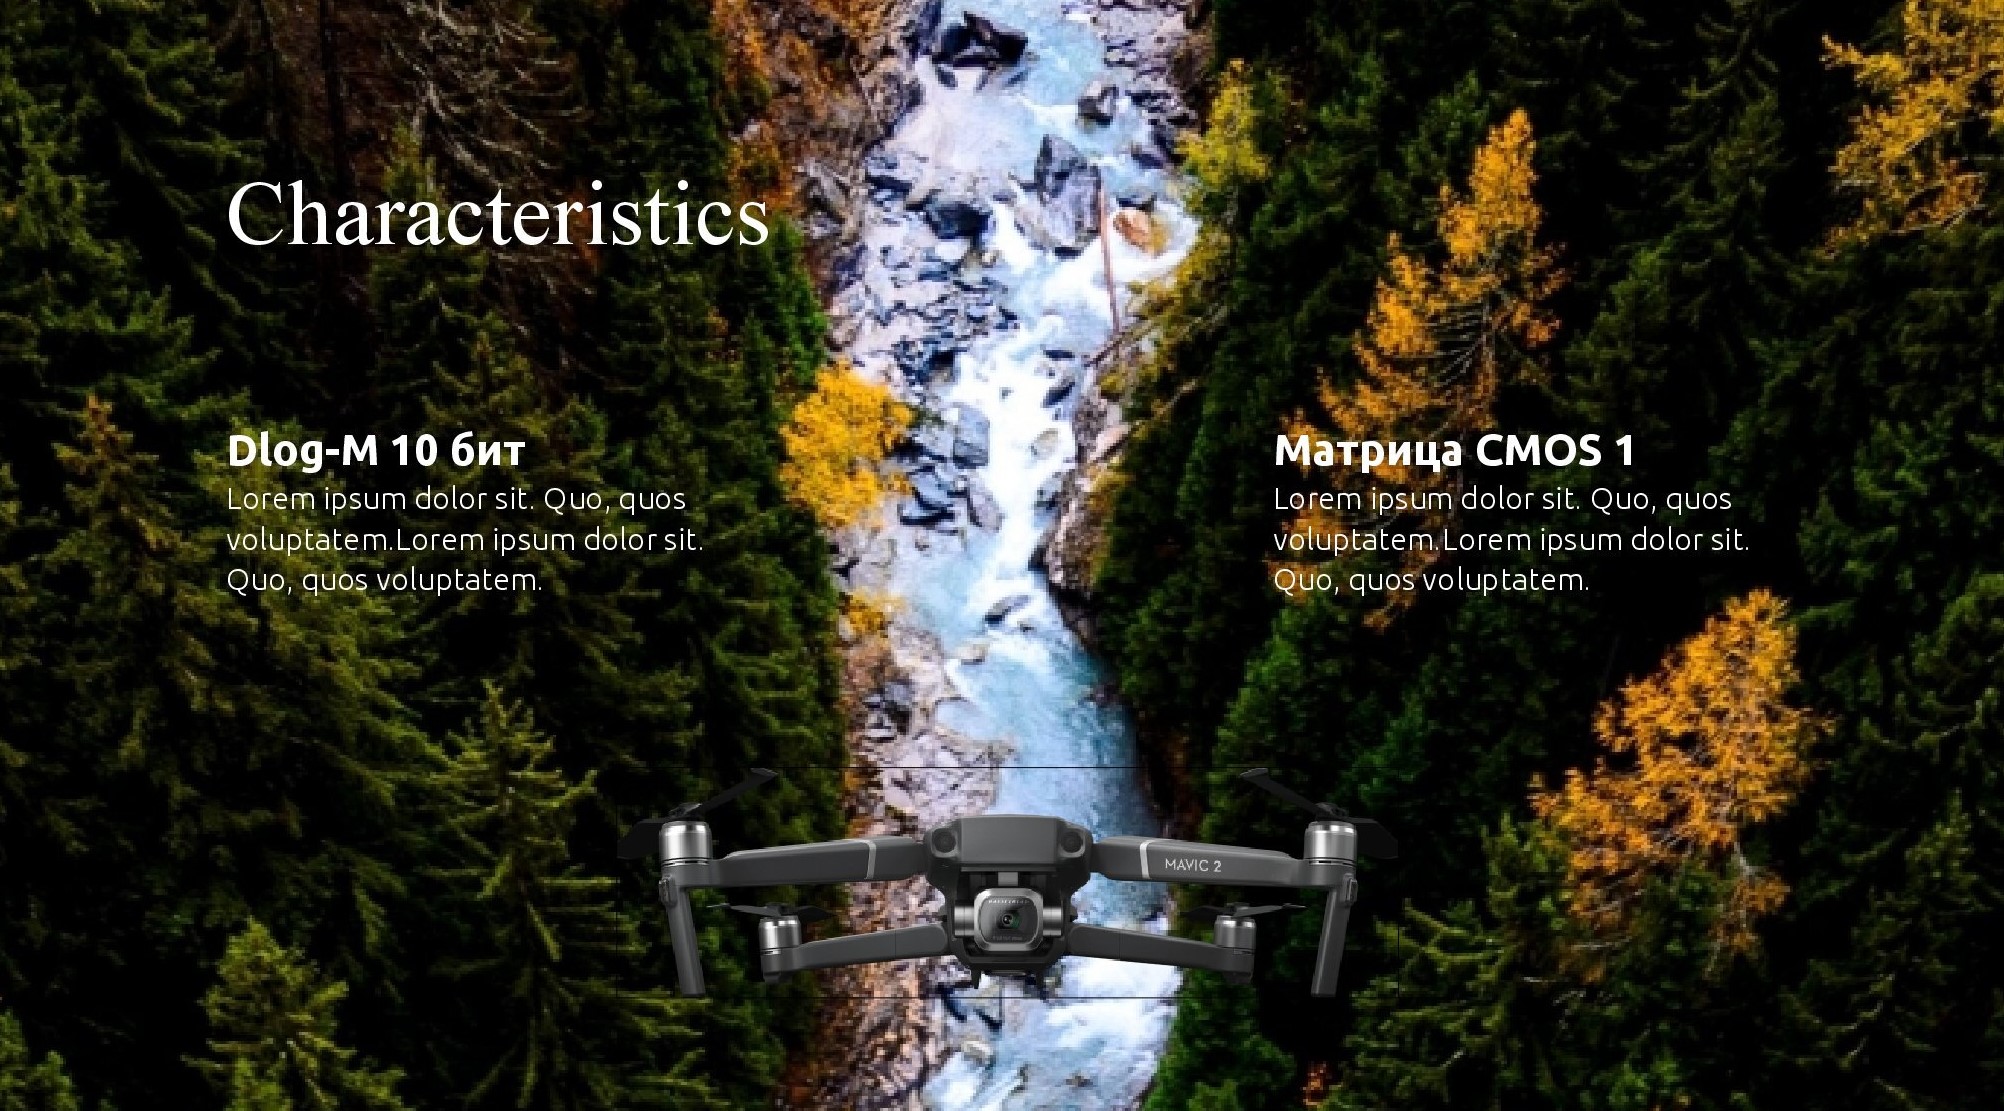 Characteristics
Dlog-M 10 бит
Lorem ipsum dolor sit. Quo, quos
voluptatem.Lorem ipsum dolor sit.
Quo, quos voluptatem.
Матрица CMOS 1
Lorem ipsum dolor sit. Quo, quos
voluptatem.Lorem ipsum dolor sit.
Quo, quos voluptatem.
MAVIC 2
HASSELBLAD